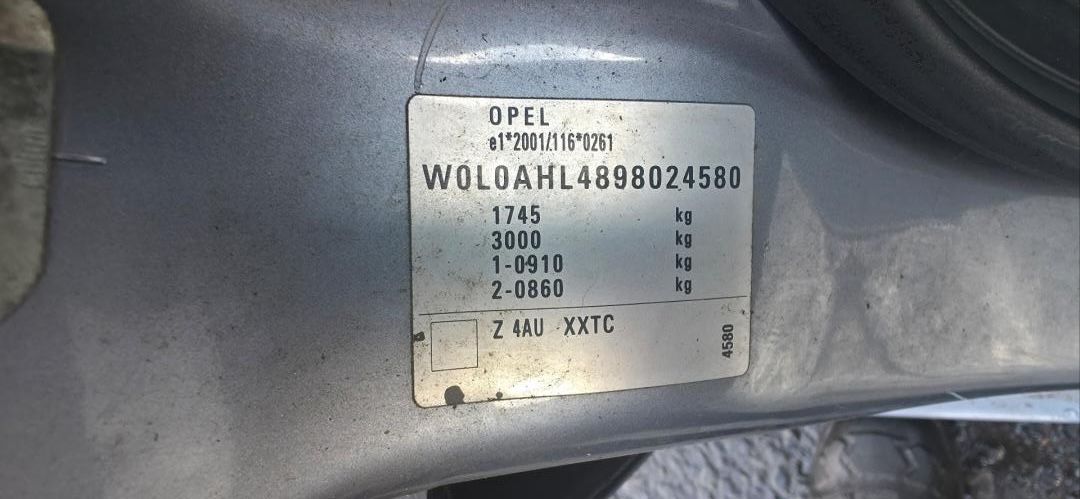 OPEL
e1*2001/116*0261
W0L0AHL4898024580
1745 kg
3000 kg
1-0910 kg
2-0860 kg
Z 4AU XXTC
4580